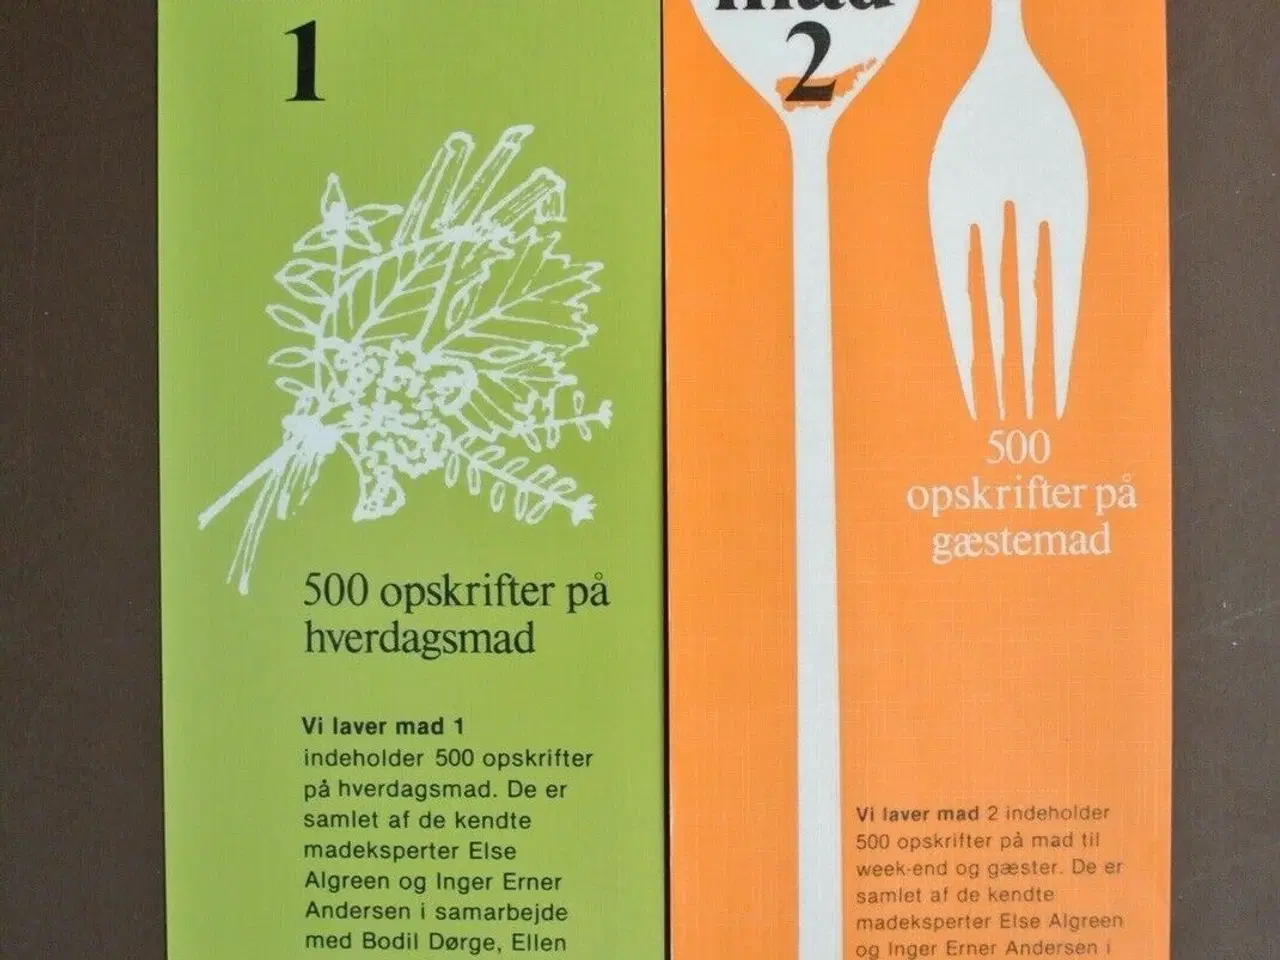 1
500 opskrifter på
hverdagsmad
Vi laver mad 1
indeholder 500 opskrifter
på hverdagsmad. De er
samlet af de kendte
madeksperter Else
Algreen og Inger Erner
Andersen i samarbejde
med Bodil Dørge, Ellen
mad
2
500
opskrifter på
gæstemad
Vi laver mad 2 indeholder
500 opskrifter på mad til
week-end og gæster. De er
samlet af de kendte
madeksperter Else Algreen
og Inger Erner Andersen i